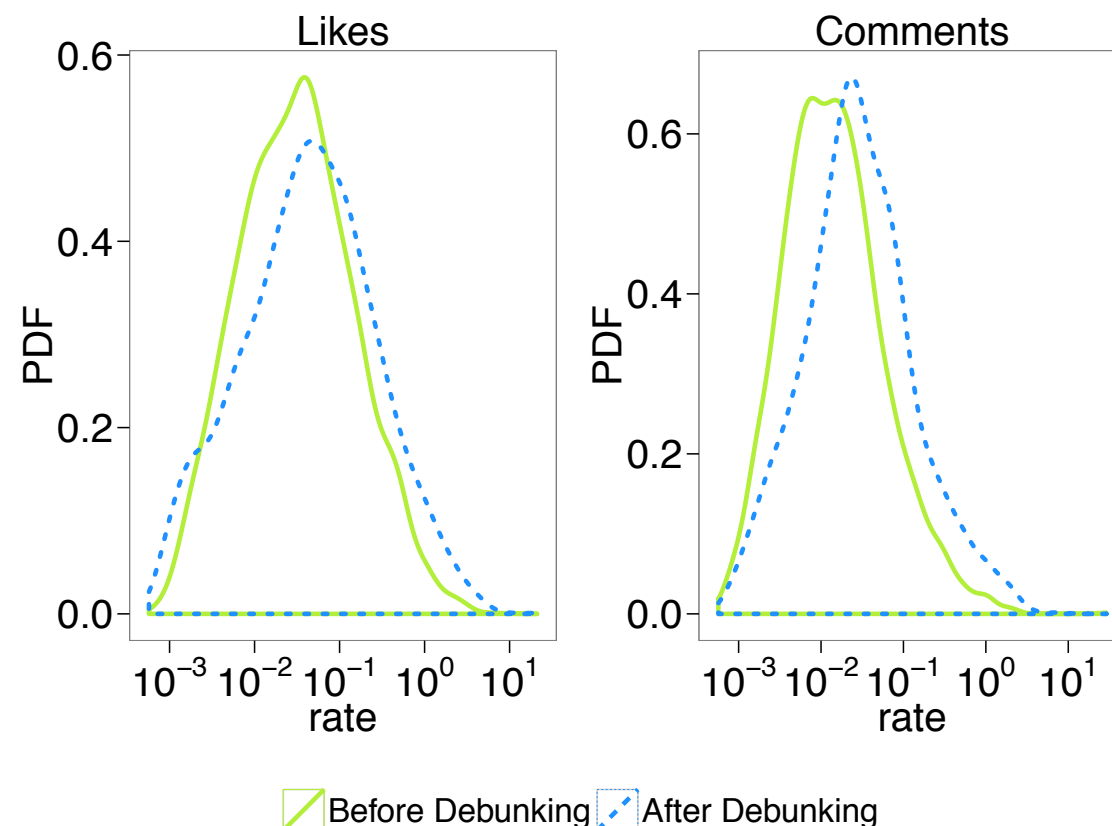 Likes
Comments
0.6
0.4
0.2
0.0
PDF
10⁻³ 10⁻² 10⁻¹ 10⁰ 10¹
rate
0.6
0.4
0.2
0.0
PDF
10⁻³ 10⁻² 10⁻¹ 10⁰ 10¹
rate
Before Debunking After Debunking